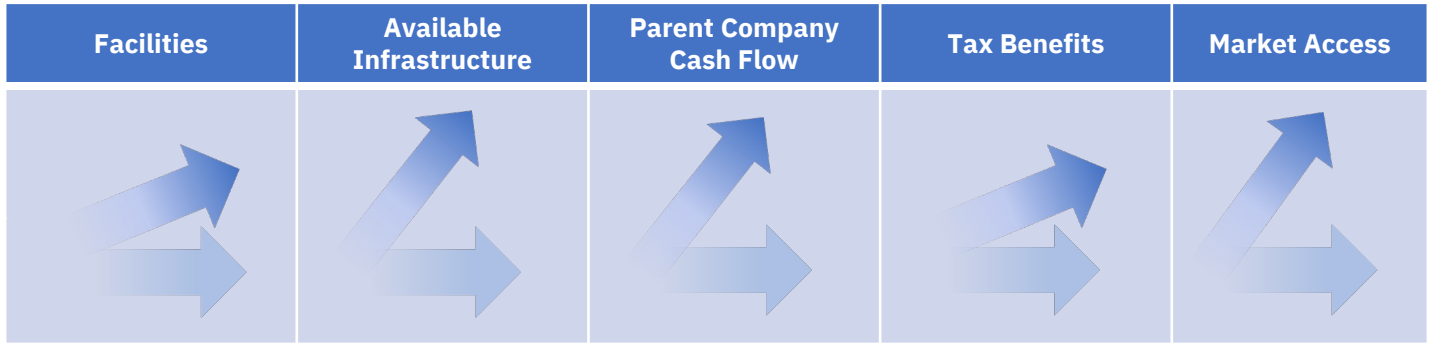 Facilities
Available
Infrastructure
Parent Company
Cash Flow
Tax Benefits
Market Access